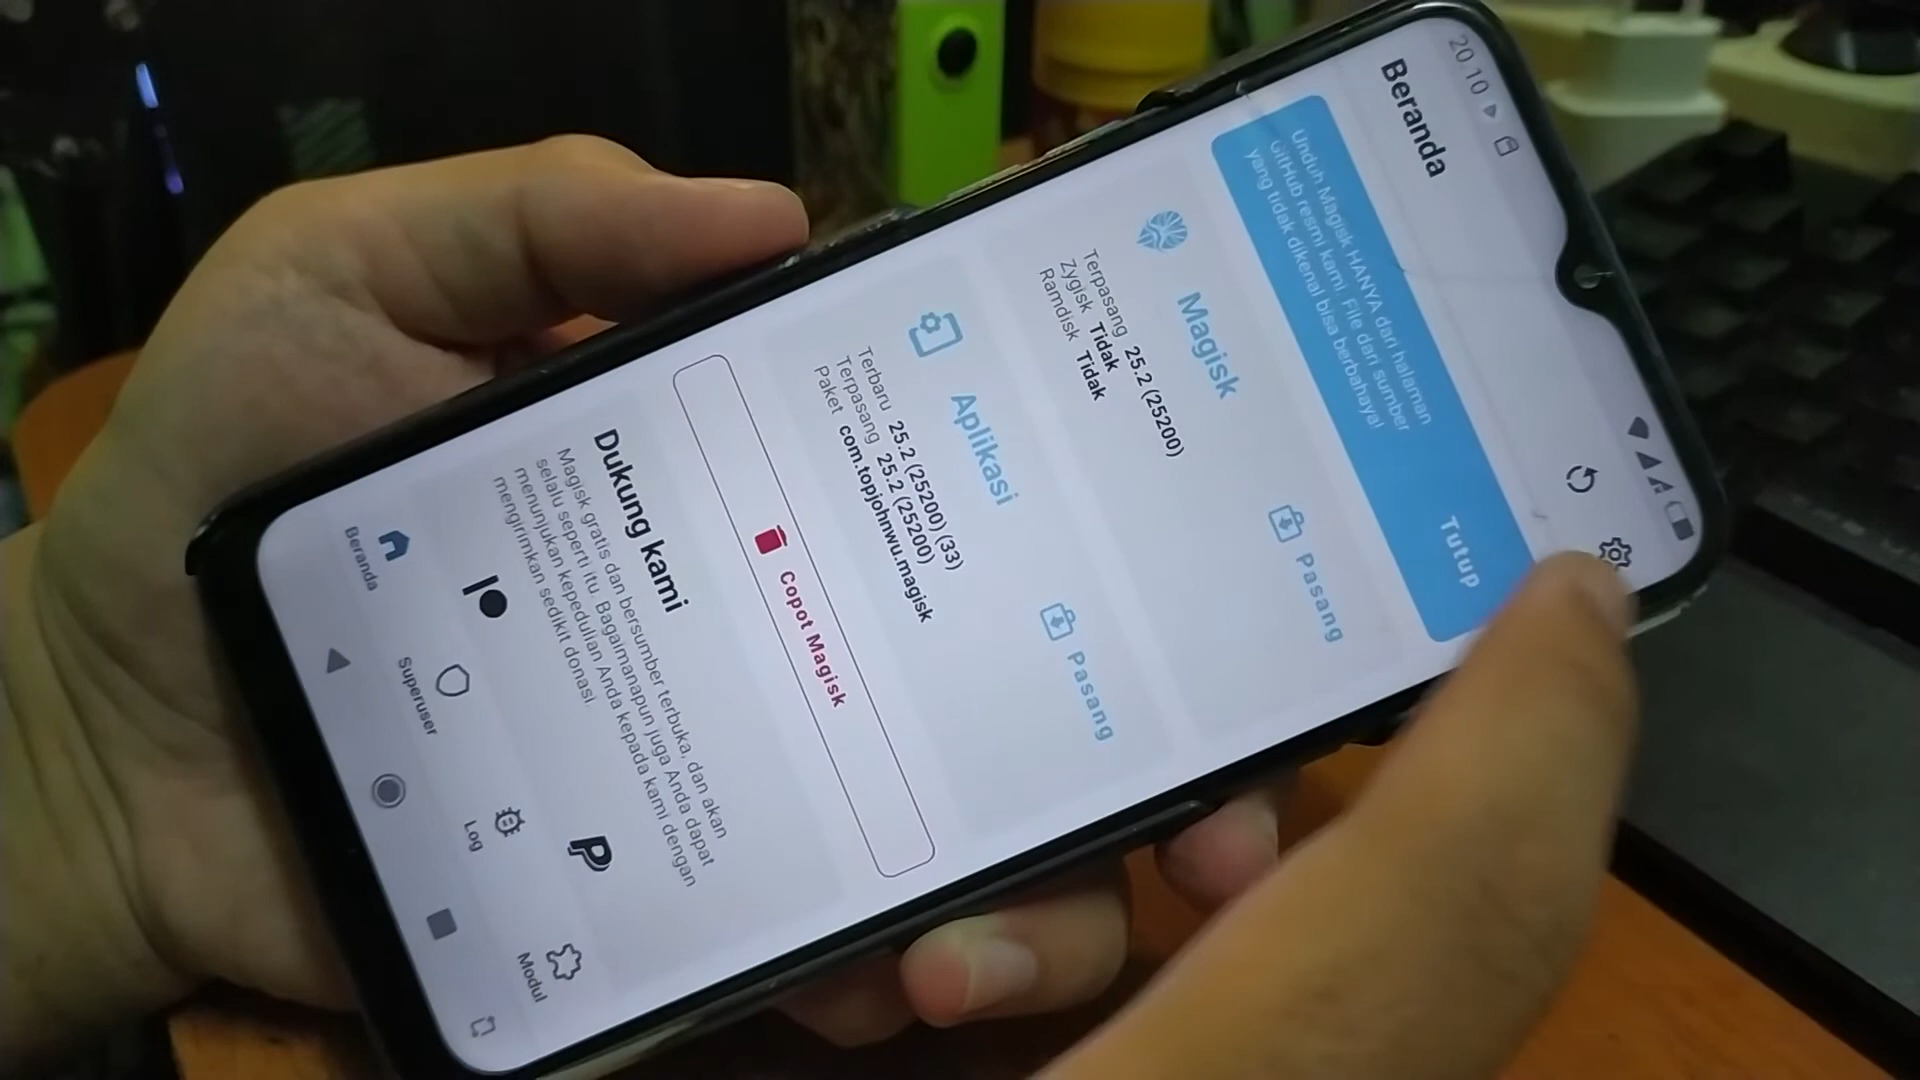 20 10
Beranda
Unduh Magisk HANYA dari halaman
GitHub resmi kami. File dari sumber
yang tidak dikenal bisa berbahaya!
Tutup
Magisk
Pasang
Terpasang 25.2 (25200)
Zygisk Tidak
Ramdisk Tidak
Aplikasi
Pasang
Terbaru 25.2 (25200) (33)
Terpasang 25.2 (25200)
Paket com.topjohnwu.magisk
Copot Magisk
Dukung kami
Magisk gratis dan bersumber terbuka, dan akan
selalu seperti itu. Bagaimanapun juga Anda dapat
menunjukan kepedulian Anda kepada kami dengan
mengirimkan sedikit donasi.
Beranda
Superuser
Log
Modul